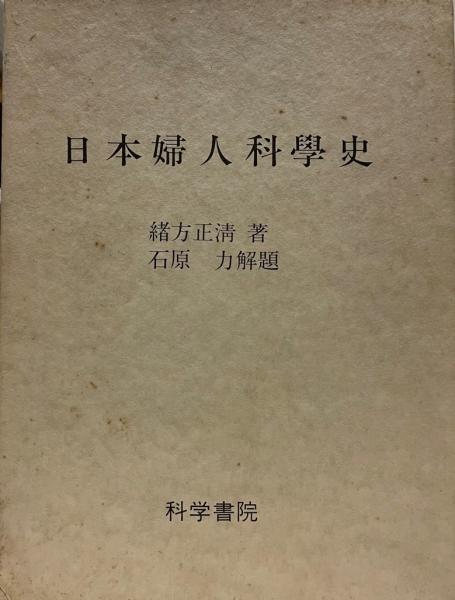 日本婦人科學史
緒方正淸 著
石原 力解題
科学書院